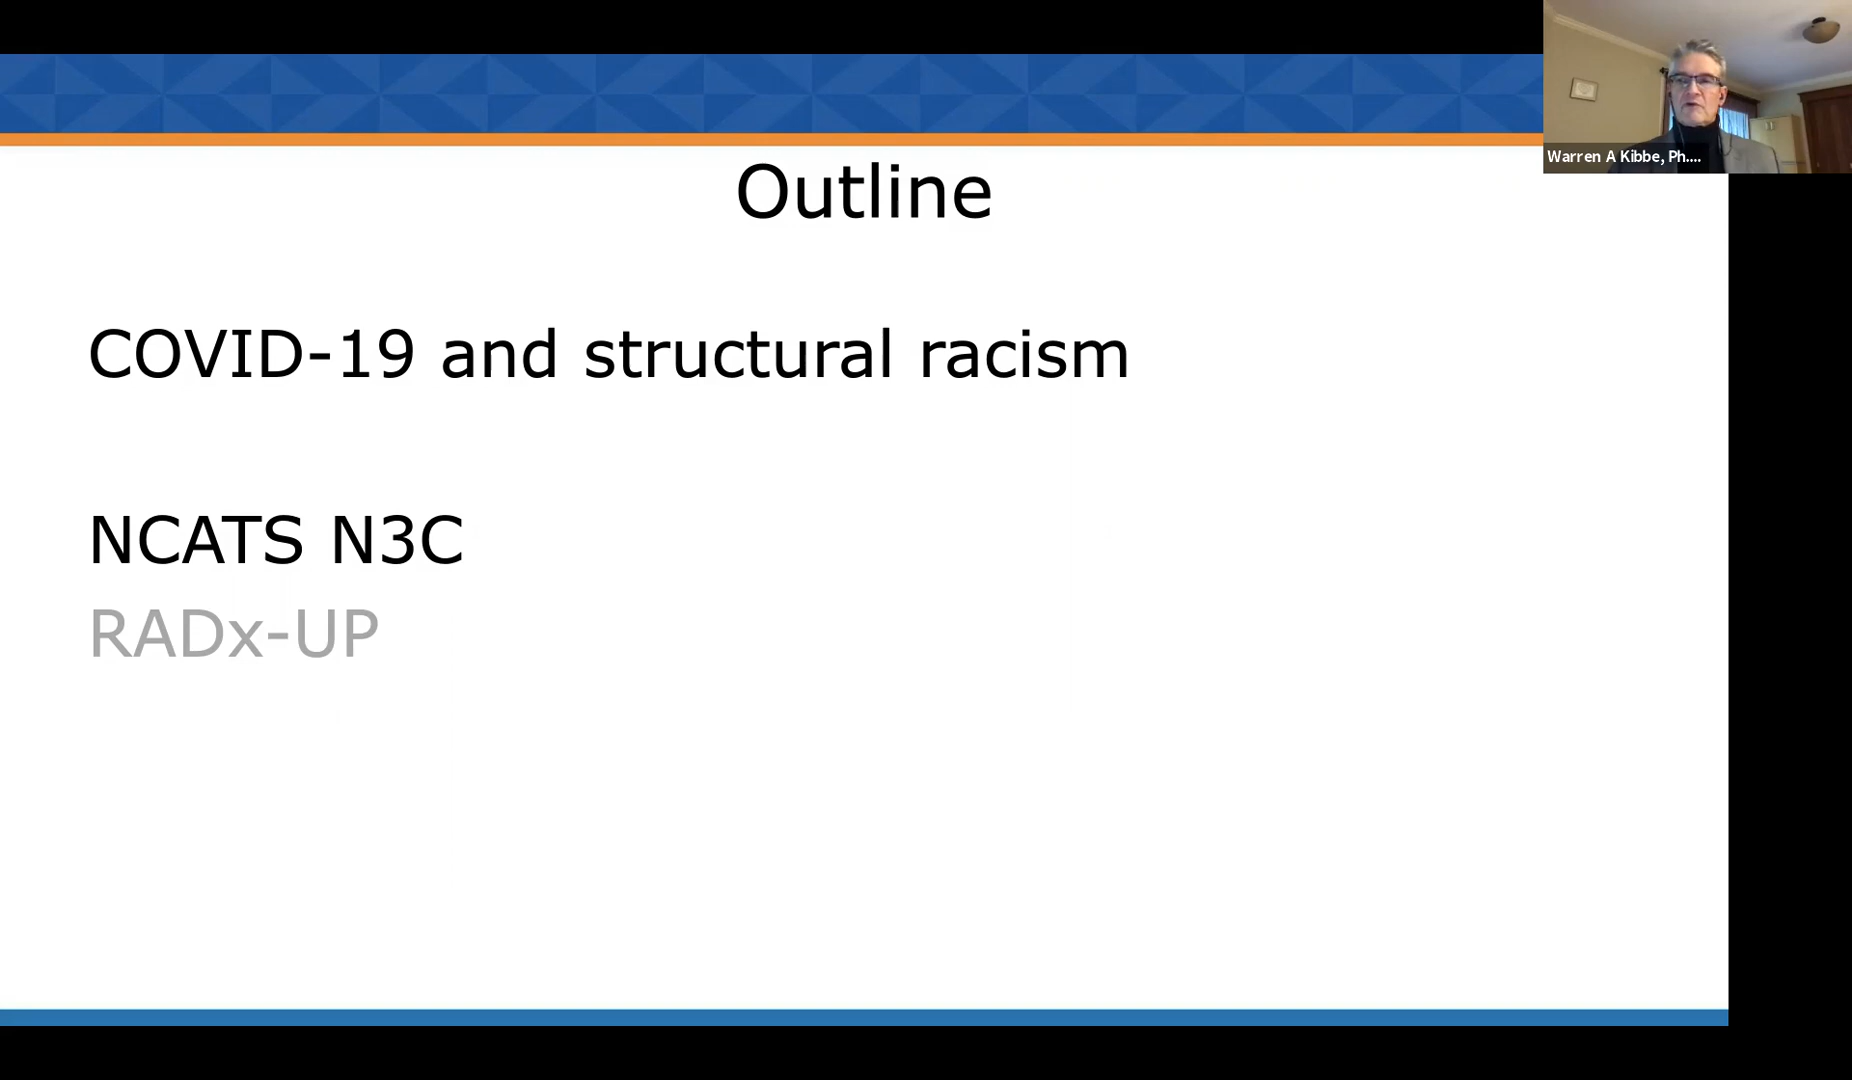 Outline
COVID-19 and structural racism
NCATS N3C
RADx-UP
Warren A Kibbe, Ph....